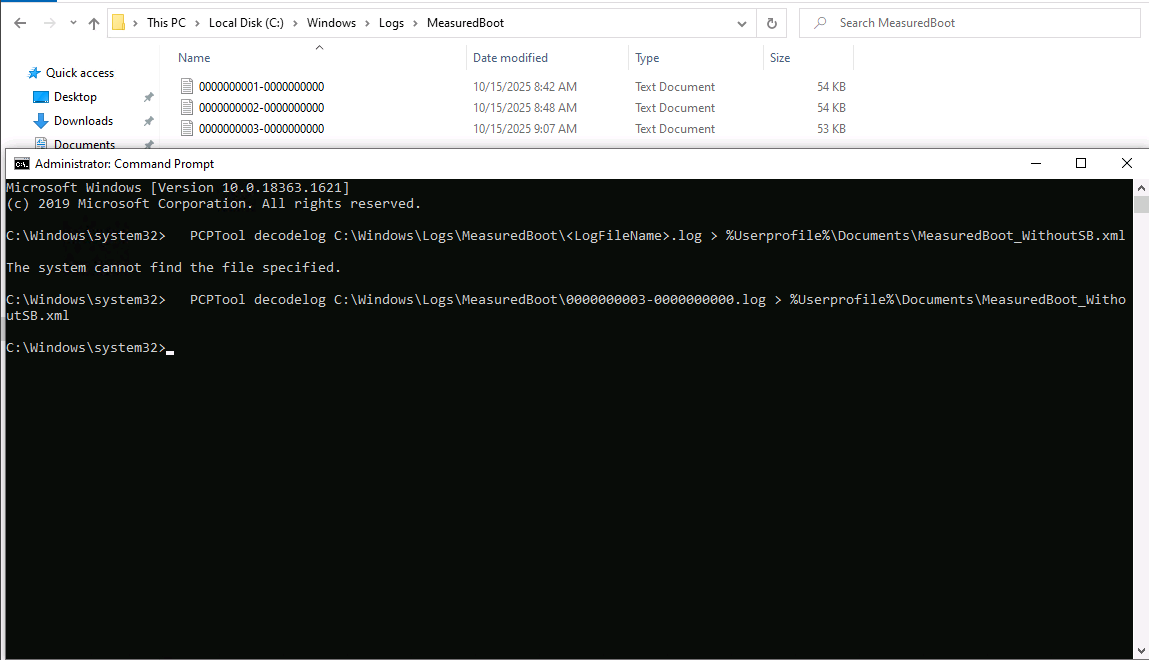 This PC > Local Disk (C:) > Windows > Logs > MeasuredBoot
Search MeasuredBoot
Name Date modified Type Size
Quick access
Desktop
Downloads
Documents
0000000001-0000000000 10/15/2025 8:42 AM Text Document 54 KB
0000000002-0000000000 10/15/2025 8:48 AM Text Document 54 KB
0000000003-0000000000 10/15/2025 9:07 AM Text Document 53 KB
Administrator: Command Prompt
Microsoft Windows [Version 10.0.18363.1621]
(c) 2019 Microsoft Corporation. All rights reserved.
C:\Windows\system32>   PCPTool decodelog C:\Windows\Logs\MeasuredBoot\<LogFileName>.log > %Userprofile%\Documents\MeasuredBoot_WithoutSB.xml
The system cannot find the file specified.
C:\Windows\system32>   PCPTool decodelog C:\Windows\Logs\MeasuredBoot\0000000003-0000000000.log > %Userprofile%\Documents\MeasuredBoot_Witho
utSB.xml
C:\Windows\system32>